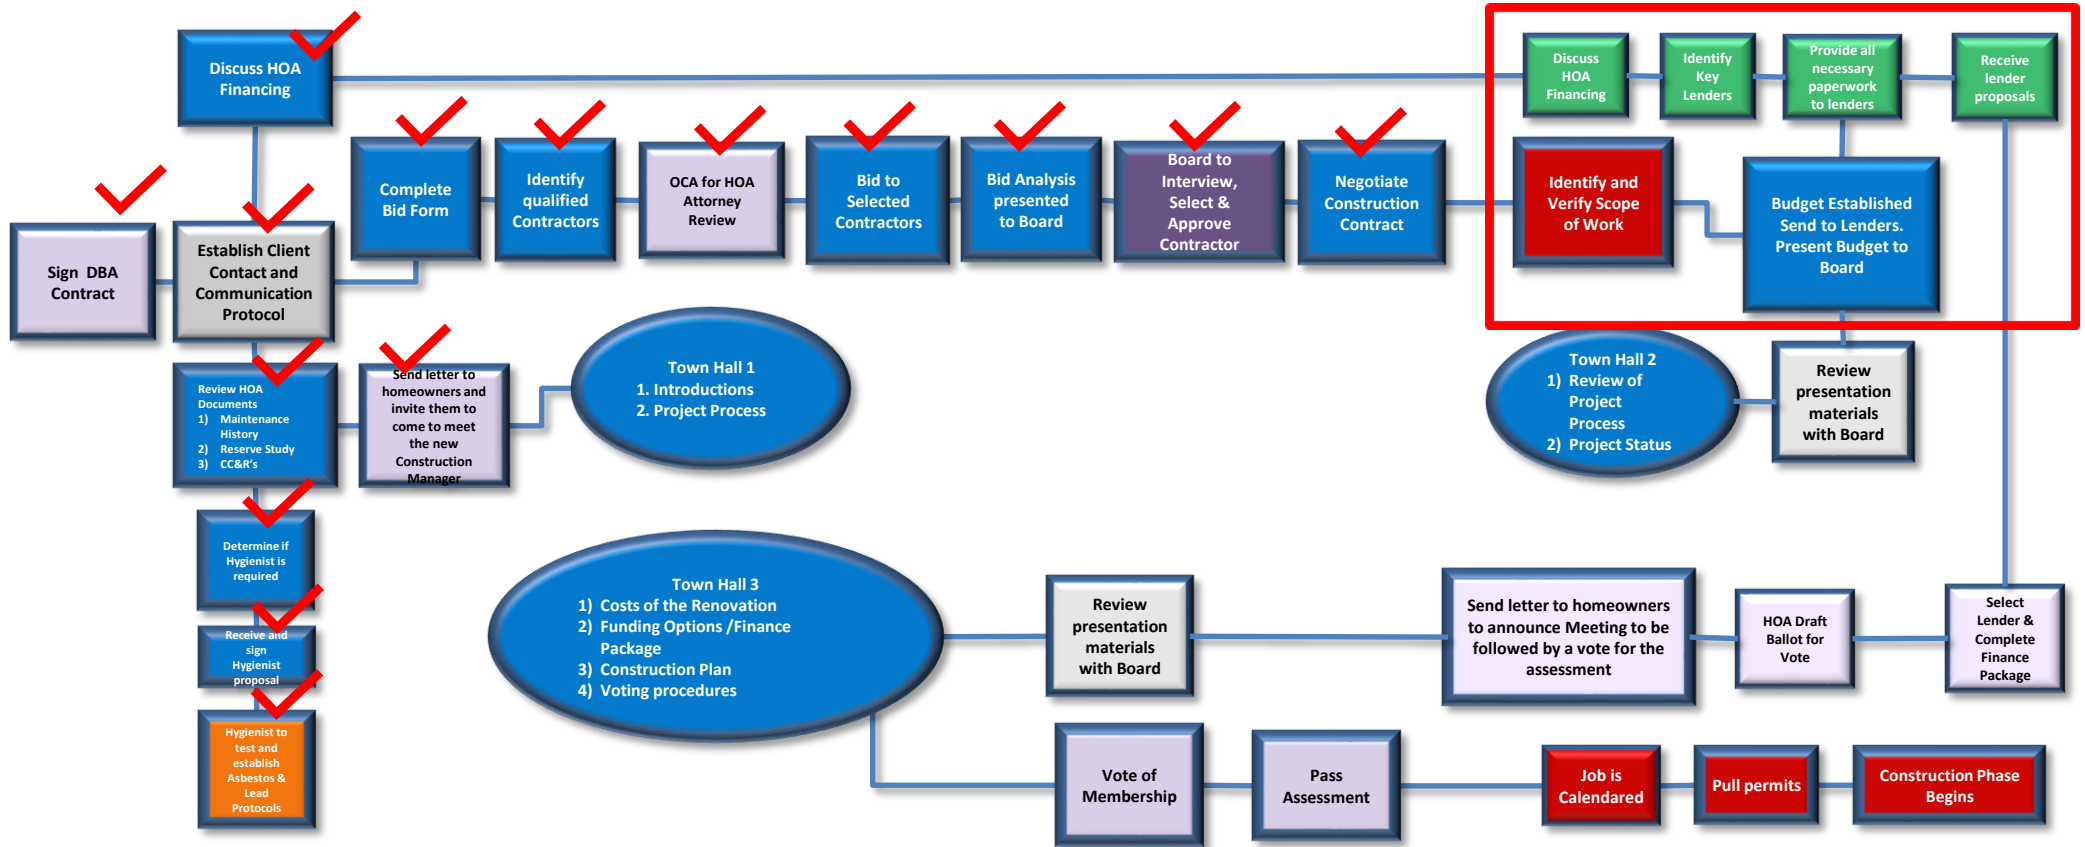 Discuss HOA
Financing
Discuss
HOA
Financing
Identify
Key
Lenders
Provide all
necessary
paperwork
to lenders
Receive
lender
proposals
Sign  DBA
Contract
Establish Client
Contact and
Communication
Protocol
Complete
Bid Form
Identify
qualified
Contractors
OCA for HOA
Attorney
Review
Bid to
Selected
Contractors
Bid Analysis
presented
to Board
Board to
Interview,
Select &
Approve
Contractor
Negotiate
Construction
Contract
Identify and
Verify Scope
of Work
Budget Established
Send to Lenders.
Present Budget to
Board
Review HOA
Documents
1) Maintenance
History
2) Reserve Study
3) CC&R's
Send letter to
homeowners and
invite them to
come to meet
the new
Construction
Manager
Town Hall 1
1. Introductions
2. Project Process
Town Hall 2
1) Review of
Project
Process
2) Project Status
Review
presentation
materials
with Board
Determine if
Hygienist is
required
Receive and
sign
Hygienist
proposal
Hygienist to
test and
establish
Asbestos &
Lead
Protocols
Town Hall 3
1) Costs of the Renovation
2) Funding Options /Finance
Package
3) Construction Plan
4) Voting procedures
Review
presentation
materials
with Board
Send letter to homeowners
to announce Meeting to be
followed by a vote for the
assessment
HOA Draft
Ballot for
Vote
Select
Lender &
Complete
Finance
Package
Vote of
Membership
Pass
Assessment
Job is
Calendared
Pull permits
Construction Phase
Begins